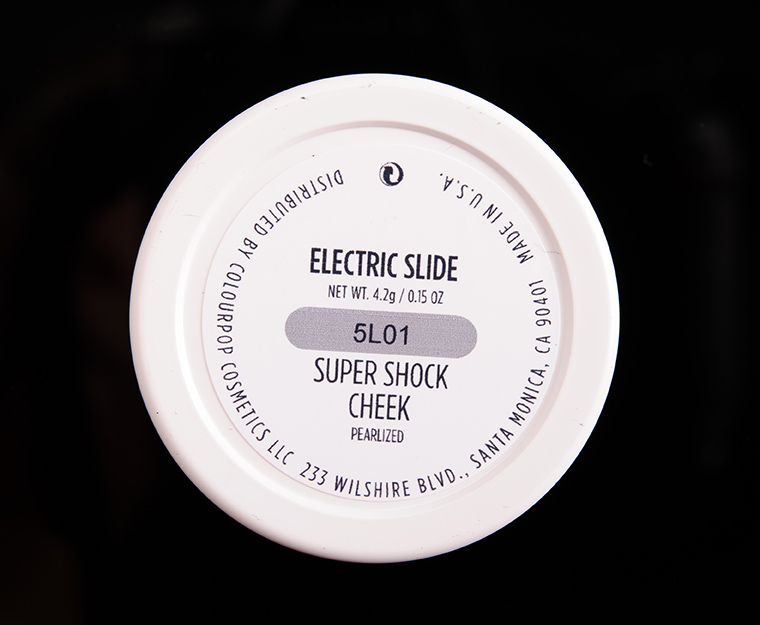 ELECTRIC SLIDE
NET WT. 4.2g / 0.15 OZ
5L01
SUPER SHOCK
CHEEK
PEARLIZED
DISTRIBUTED BY COLOURPOP COSMETICS LLC 233 WILSHIRE BLVD., SANTA MONICA, CA 90401 MADE IN U.S.A.